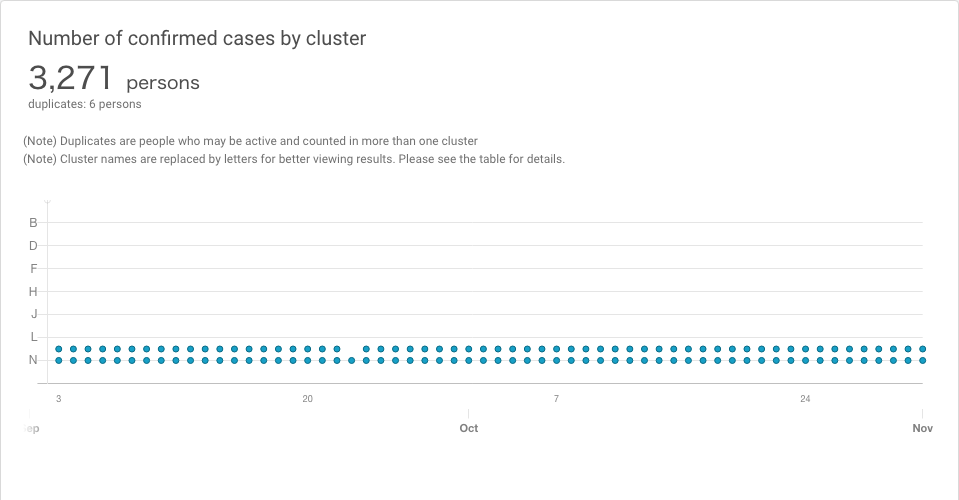 Number of confirmed cases by cluster
3,271 persons
duplicates: 6 persons
(Note) Duplicates are people who may be active and counted in more than one cluster
(Note) Cluster names are replaced by letters for better viewing results. Please see the table for details.
B
D
F
H
J
L
N
3 20 7 24
ep Oct Nov